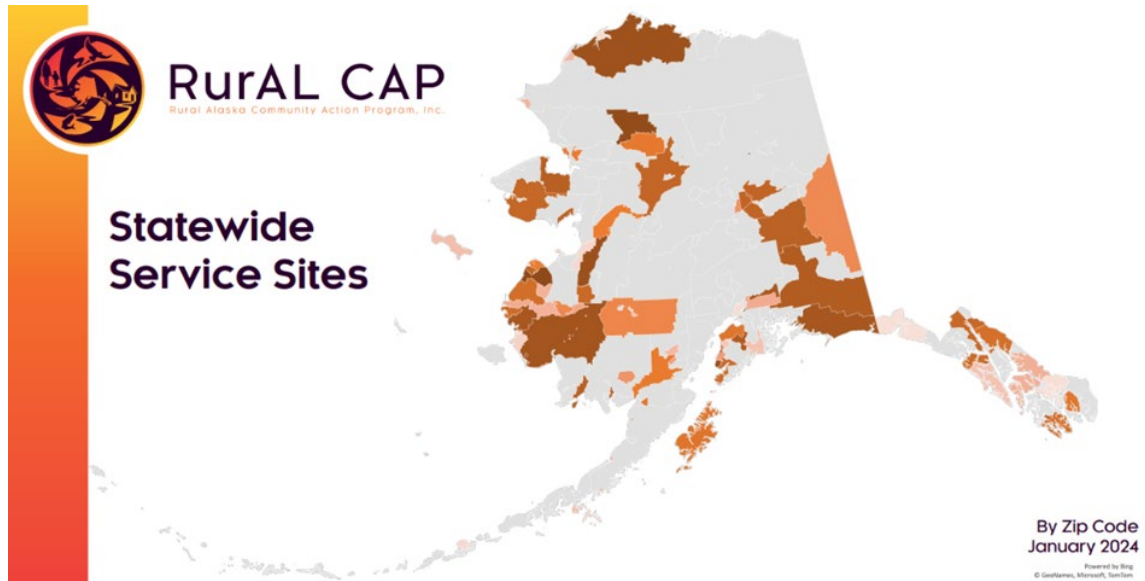 RurAL CAP
Rural Alaska Community Action Program, Inc.
Statewide
Service Sites
By Zip Code
January 2024
Powered by Bing
© GeoNames, Microsoft, TomTom